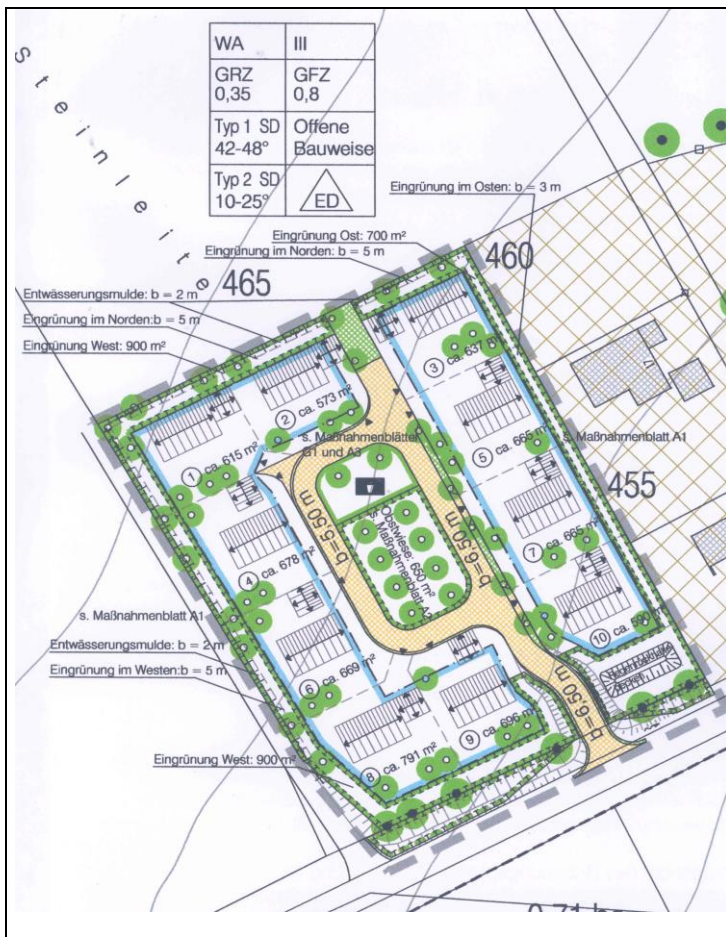 WA III
GRZ GFZ
0,35 0,8
Typ 1 SD Offene
42-48° Bauweise
Typ 2 SD ED
10-25°
Steinleite
Eingrünung im Osten: b = 3 m
Eingrünung Ost: 700 m²
Eingrünung im Norden: b = 5 m
460
465
Entwässerungsmulde: b = 2 m
Eingrünung im Norden:b = 5 m
Eingrünung West: 900 m²
3 ca. 637
2 ca. 573 m²
s. Maßnahmenblätter
G1 und A3
1 ca. 615 m²
5 ca. 665 m²
s. Maßnahmenblatt A1
455
4 ca. 678 m²
b=5,50 m
Obstwiese: 650 m²
s. Maßnahmenblatt
b=6,50 m
7 ca. 665 m²
s. Maßnahmenblatt A1
Entwässerungsmulde: b = 2 m
Eingrünung im Westen:b = 5 m
6 ca. 669 m²
10 ca.
9 ca. 696 m
b=6,50 m
Eingrünung West: 900 m²
8 ca. 791 m²